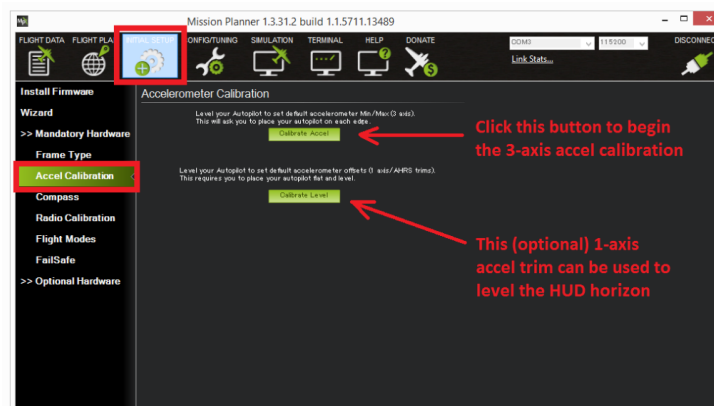 Mission Planner 1.3.31.2 build 1.1.5711.13489
FLIGHT DATA FLIGHT PLA INITIAL SETUP CONFIG/TUNING SIMULATION TERMINAL HELP DONATE
COM3 115200 DISCONNEC
Link Stats...
Install Firmware
Wizard
>> Mandatory Hardware
Frame Type
Accel Calibration
Compass
Radio Calibration
Flight Modes
FailSafe
>> Optional Hardware
Accelerometer Calibration
Level your Autopilot to set default accelerometer Min/Max (3 axis).
This will ask you to place your autopilot on each edge.
Calibrate Accel
Level your Autopilot to set default accelerometer offsets (1 axis/AHRS trims).
This requires you to place your autopilot flat and level.
Calibrate Level
Click this button to begin
the 3-axis accel calibration
This (optional) 1-axis
accel trim can be used to
level the HUD horizon